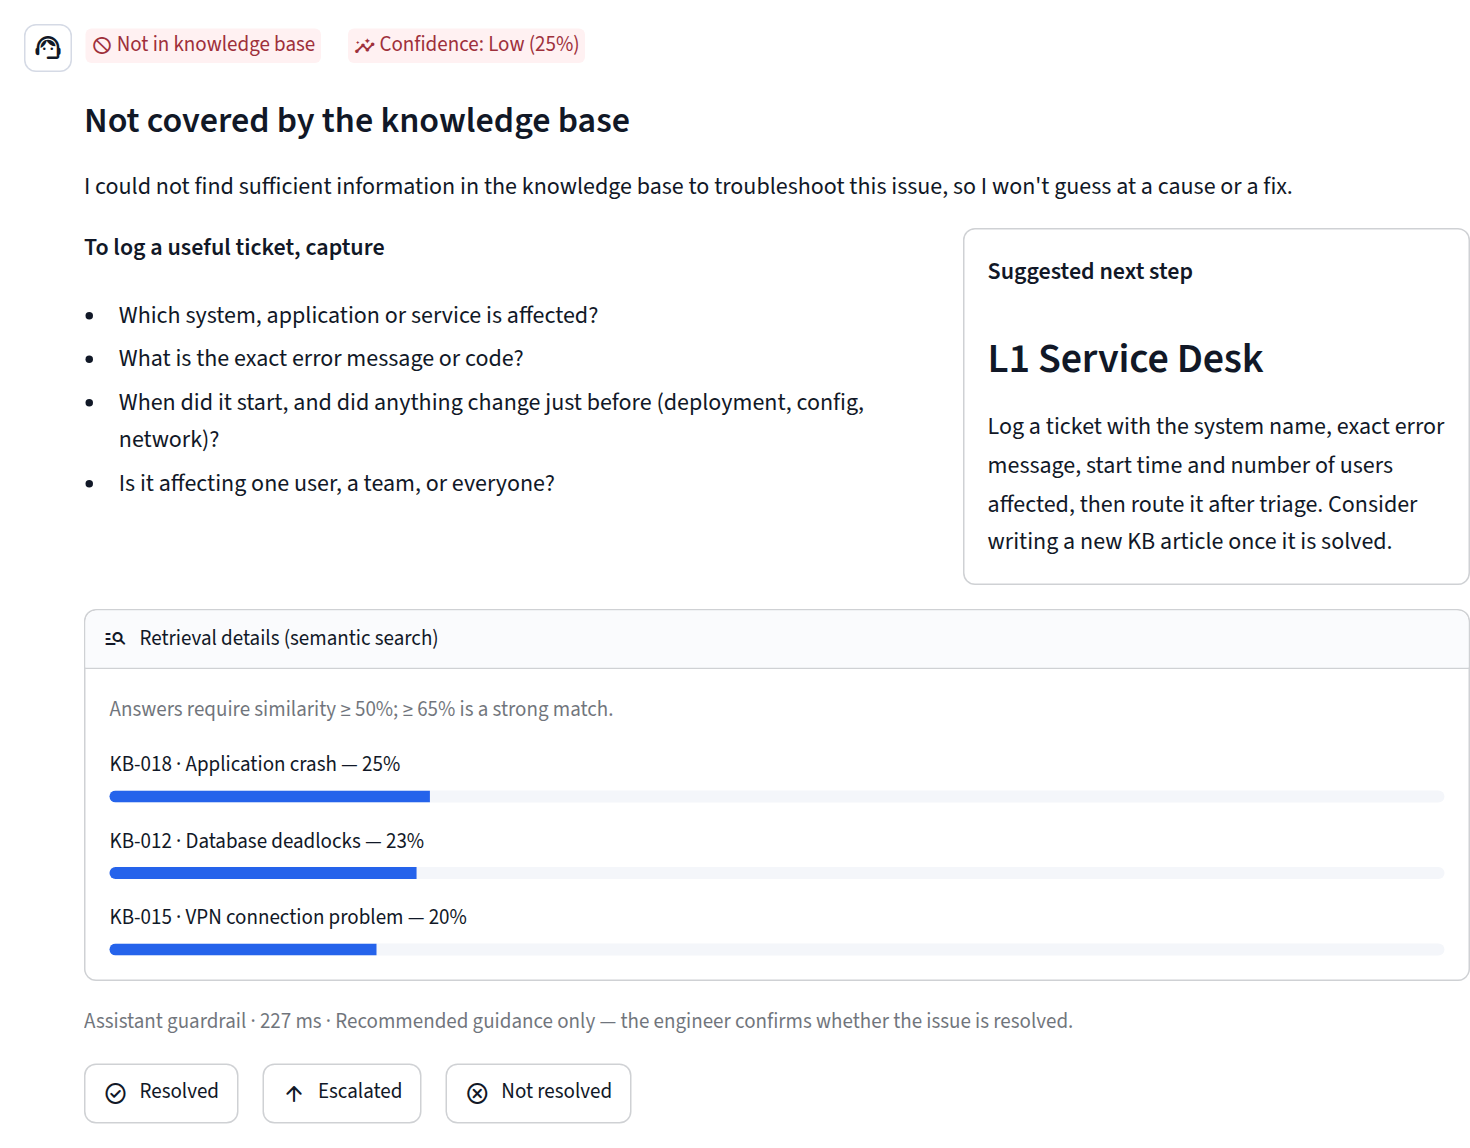 Not in knowledge base
Confidence: Low (25%)
Not covered by the knowledge base
I could not find sufficient information in the knowledge base to troubleshoot this issue, so I won't guess at a cause or a fix.
To log a useful ticket, capture
• Which system, application or service is affected?
• What is the exact error message or code?
• When did it start, and did anything change just before (deployment, config,
network)?
• Is it affecting one user, a team, or everyone?
Suggested next step
L1 Service Desk
Log a ticket with the system name, exact error
message, start time and number of users
affected, then route it after triage. Consider
writing a new KB article once it is solved.
Retrieval details (semantic search)
Answers require similarity ≥ 50%; ≥ 65% is a strong match.
KB-018 · Application crash — 25%
KB-012 · Database deadlocks — 23%
KB-015 · VPN connection problem — 20%
Assistant guardrail · 227 ms · Recommended guidance only — the engineer confirms whether the issue is resolved.
Resolved
Escalated
Not resolved